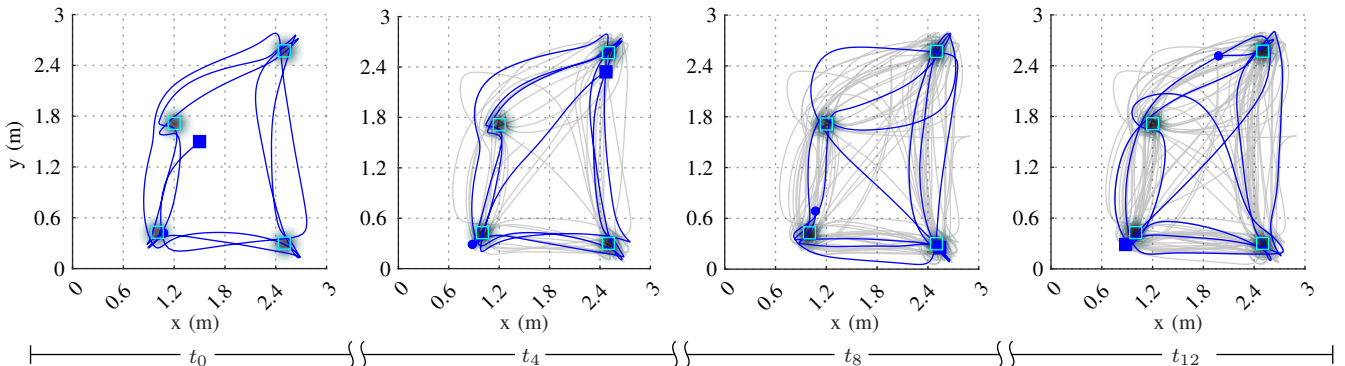 3 3 3 3
2.4 2.4 2.4 2.4
y (m) 1.8 1.8 1.8 1.8
1.2 1.2 1.2 1.2
0.6 0.6 0.6 0.6
0 0 0 0
0 0.6 1.2 1.8 2.4 3 0 0.6 1.2 1.8 2.4 3 0 0.6 1.2 1.8 2.4 3 0 0.6 1.2 1.8 2.4 3
x (m) x (m) x (m) x (m)
t₀ t₄ t₈ t₁₂